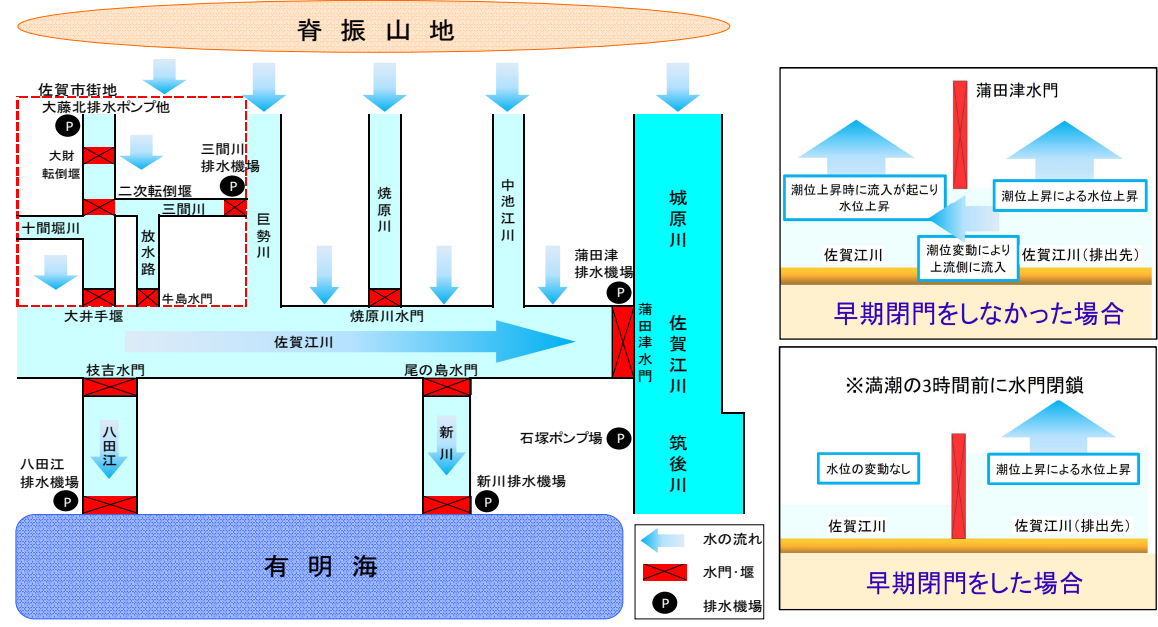 脊振山地
佐賀市街地
大藤北排水ポンプ他
P
大財
転倒堰
三間川
排水機場
P
二次転倒堰
三間川
十間堀川
放水路
牛島水門
大井手堰
巨勢川
焼原川
焼原川水門
中池江川
蒲田津
排水機場
P
蒲田津水門
城原川
佐賀江川
筑後川
佐賀江川
枝吉水門
尾の島水門
八田江
新川
石塚ポンプ場
P
八田江
排水機場
P
新川排水機場
P
有明海
水の流れ
水門・堰
P
排水機場
蒲田津水門
潮位上昇時に流入が起こり
水位上昇
潮位上昇による水位上昇
潮位変動により
上流側に流入
佐賀江川
佐賀江川(排出先)
早期閉門をしなかった場合
※満潮の3時間前に水門閉鎖
水位の変動なし
潮位上昇による水位上昇
佐賀江川
佐賀江川(排出先)
早期閉門をした場合